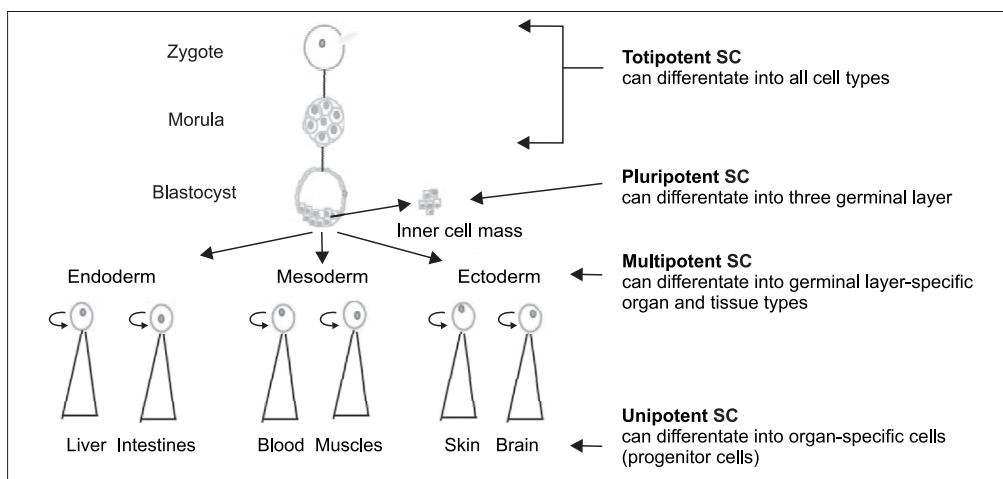 Zygote
Totipotent SC
can differentate into all cell types
Morula
Blastocyst
Pluripotent SC
can differentate into three germinal layer
Inner cell mass
Endoderm
Mesoderm
Ectoderm
Multipotent SC
can differentate into germinal layer-specific
organ and tissue types
Liver Intestines
Blood Muscles
Skin Brain
Unipotent SC
can differentate into organ-specific cells
(progenitor cells)